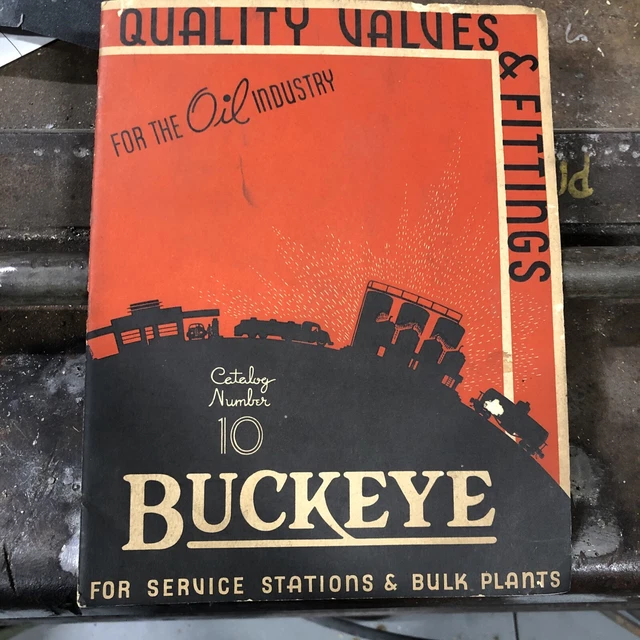 QUALITY VALVES
& FITTINGS
FOR THE Oil INDUSTRY
Catalog
Number
10
BUCKEYE
FOR SERVICE STATIONS & BULK PLANTS